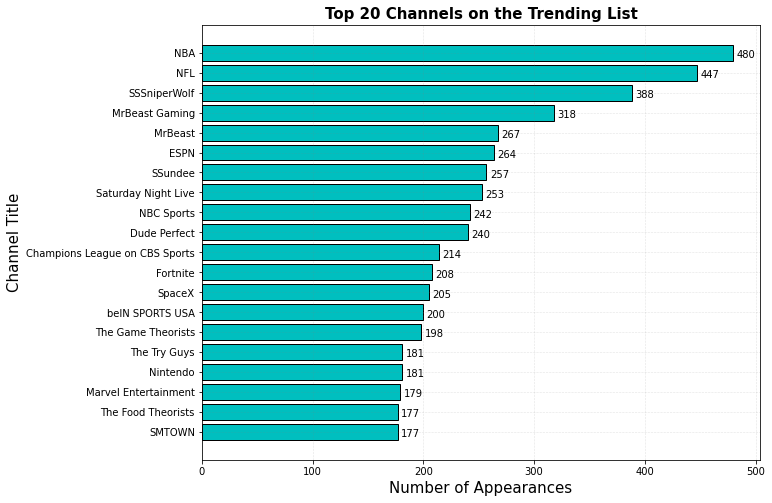 Top 20 Channels on the Trending List
Channel Title
NBA 480
NFL 447
SSSniperWolf 388
MrBeast Gaming 318
MrBeast 267
ESPN 264
SSundee 257
Saturday Night Live 253
NBC Sports 242
Dude Perfect 240
Champions League on CBS Sports 214
Fortnite 208
SpaceX 205
beIN SPORTS USA 200
The Game Theorists 198
The Try Guys 181
Nintendo 181
Marvel Entertainment 179
The Food Theorists 177
SMTOWN 177
0 100 200 300 400 500
Number of Appearances